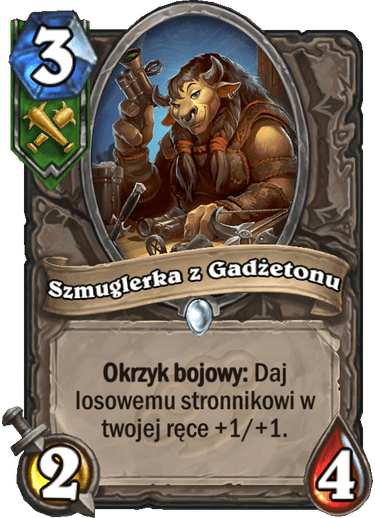 3
Szmuglerka z Gadżetonu
Okrzyk bojowy: Daj
losowemu stronnikowi w
twojej ręce +1/+1.
2
4